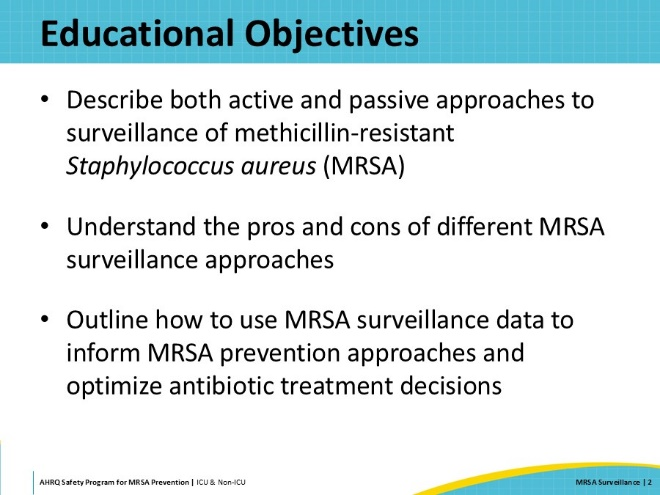 Educational Objectives
• Describe both active and passive approaches to
surveillance of methicillin-resistant
Staphylococcus aureus (MRSA)
• Understand the pros and cons of different MRSA
surveillance approaches
• Outline how to use MRSA surveillance data to
inform MRSA prevention approaches and
optimize antibiotic treatment decisions
AHRQ Safety Program for MRSA Prevention | ICU & Non-ICU
MRSA Surveillance | 2